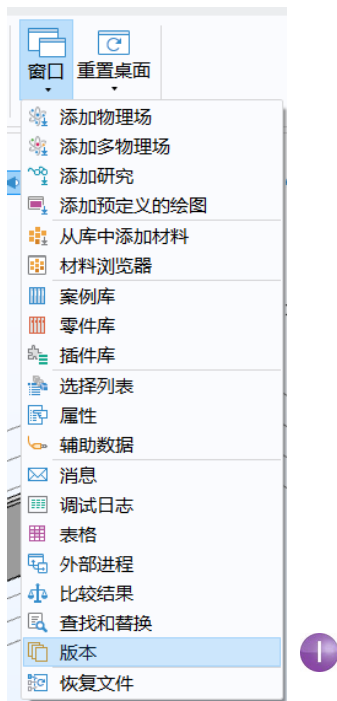 窗口 重置桌面
添加物理场
添加多物理场
添加研究
添加预定义的绘图
从库中添加材料
材料浏览器
案例库
零件库
插件库
选择列表
属性
辅助数据
消息
调试日志
表格
外部进程
比较结果
查找和替换
版本
恢复文件